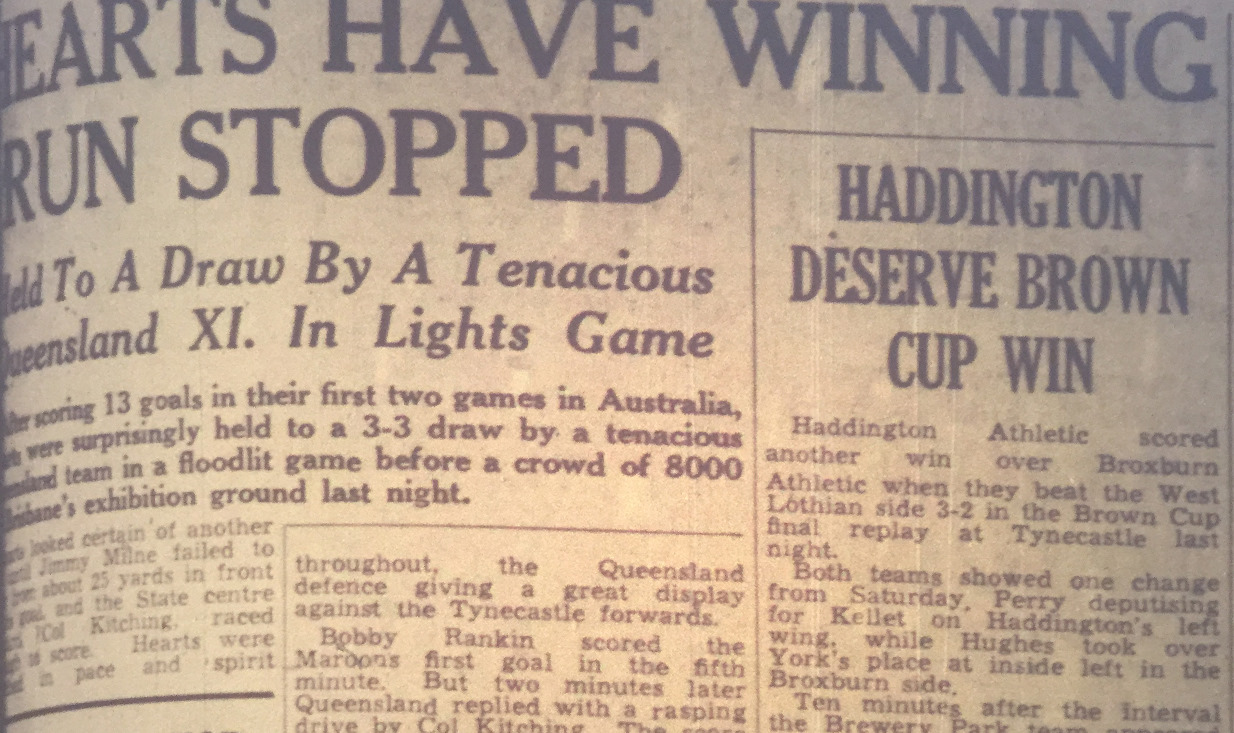 HEARTS HAVE WINNING
RUN STOPPED
Held To A Draw By A Tenacious
Queensland XI. In Lights Game
After scoring 13 goals in their first two games in Australia,
were surprisingly held to a 3-3 draw by a tenacious
team in a floodlit game before a crowd of 8000
Brisbane's exhibition ground last night.
looked certain of another
Jimmy Milne failed to
about 25 yards in front
goal, and the State centre
Col Kitching, raced
to score. Hearts were
in pace and spirit
throughout, the Queensland
defence giving a great display
against the Tynecastle forwards.
Bobby Rankin scored the
Maroons first goal in the fifth
minute. But two minutes later
Queensland replied with a rasping
drive by Col Kitching. The score
HADDINGTON
DESERVE BROWN
CUP WIN
Haddington Athletic scored
another win over Broxburn
Athletic when they beat the West
Lothian side 3-2 in the Brown Cup
final replay at Tynecastle last
night.
Both teams showed one change
from Saturday, Perry deputising
for Kellet on Haddington's left
wing, while Hughes took over
York's place at inside left in the
Broxburn side.
Ten minutes after the interval
the Brewery Park team appeared